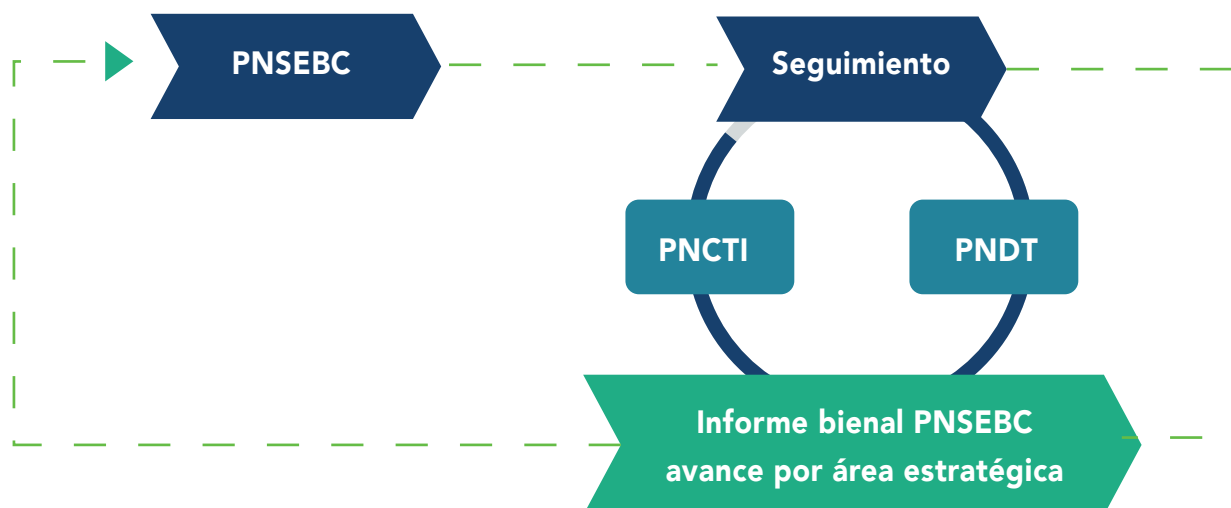 PNSEBC
Seguimiento
PNCTI
PNDT
Informe bienal PNSEBC
avance por área estratégica